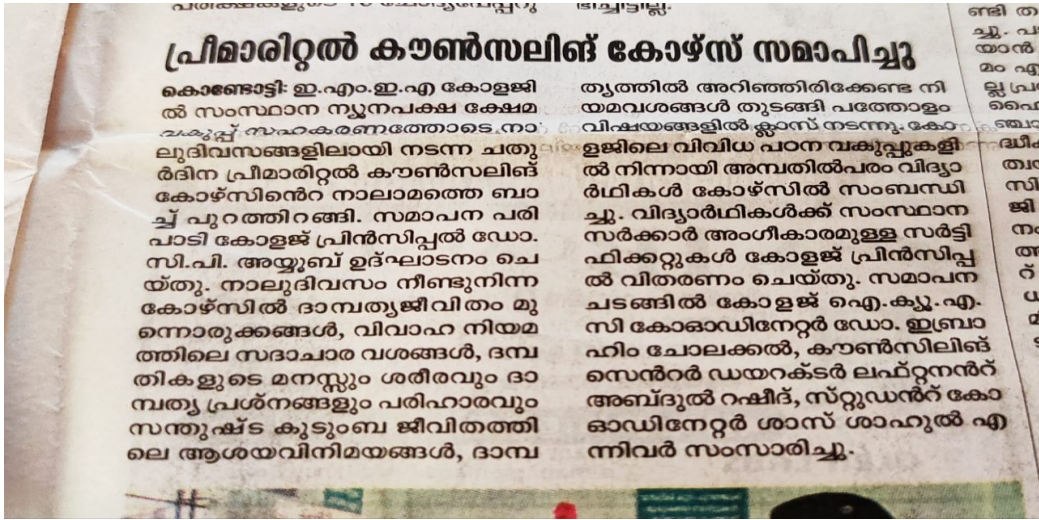 പ്രീമാരിറ്റൽ കൗൺസലിങ് കോഴ്സ് സമാപിച്ചു
കൊണ്ടോട്ടി: ഇ.എം.ഇ.എ കോളജി
ൽ സംസ്ഥാന ന്യൂനപക്ഷ ക്ഷേമ
വകുപ്പ് സഹകരണത്തോടെ നാ
ലുദിവസങ്ങളിലായി നടന്ന ചതു
ർദിന പ്രീമാരിറ്റൽ കൗൺസലിങ്
കോഴ്സിൻെറ നാലാമത്തെ ബാ
ച്ച് പുറത്തിറങ്ങി. സമാപന പരി
പാടി കോളജ് പ്രിൻസിപ്പൽ ഡോ.
സി.പി. അയ്യൂബ് ഉദ്ഘാടനം ചെ
യ്തു. നാലുദിവസം നീണ്ടുനിന്ന
കോഴ്സിൽ ദാമ്പത്യജീവിതം മു
ന്നൊരുക്കങ്ങൾ, വിവാഹ നിയമ
ത്തിലെ സദാചാര വശങ്ങൾ, ദമ്പ
തികളുടെ മനസ്സും ശരീരവും ദാ
മ്പത്യ പ്രശ്നങ്ങളും പരിഹാരവും
സന്തുഷ്ട കുടുംബ ജീവിതത്തി
ലെ ആശയവിനിമയങ്ങൾ, ദാമ്പ
ത്യത്തിൽ അറിഞ്ഞിരിക്കേണ്ട നി
യമവശങ്ങൾ തുടങ്ങി പത്തോളം
വിഷയങ്ങളിൽ ക്ലാസ് നടന്നു. കോ
ളജിലെ വിവിധ പഠന വകുപ്പുകളി
ൽ നിന്നായി അമ്പതിൽപരം വിദ്യാ
ർഥികൾ കോഴ്സിൽ സംബന്ധി
ച്ചു. വിദ്യാർഥികൾക്ക് സംസ്ഥാന
സർക്കാർ അംഗീകാരമുള്ള സർട്ടി
ഫിക്കറ്റുകൾ കോളജ് പ്രിൻസിപ്പ
ൽ വിതരണം ചെയ്തു. സമാപന
ചടങ്ങിൽ കോളജ് ഐ.ക്യൂ.എ.
സി കോഓഡിനേറ്റർ ഡോ. ഇബ്രാ
ഹിം ചോലക്കൽ, കൗൺസിലിങ്
സെൻറർ ഡയറക്ടർ ലഫ്റ്റനൻറ്
അബ്ദുൽ റഷീദ്, സ്റ്റുഡൻറ് കോ
ഓഡിനേറ്റർ ശാസ് ശാഹുൽ എ
ന്നിവർ സംസാരിച്ചു.